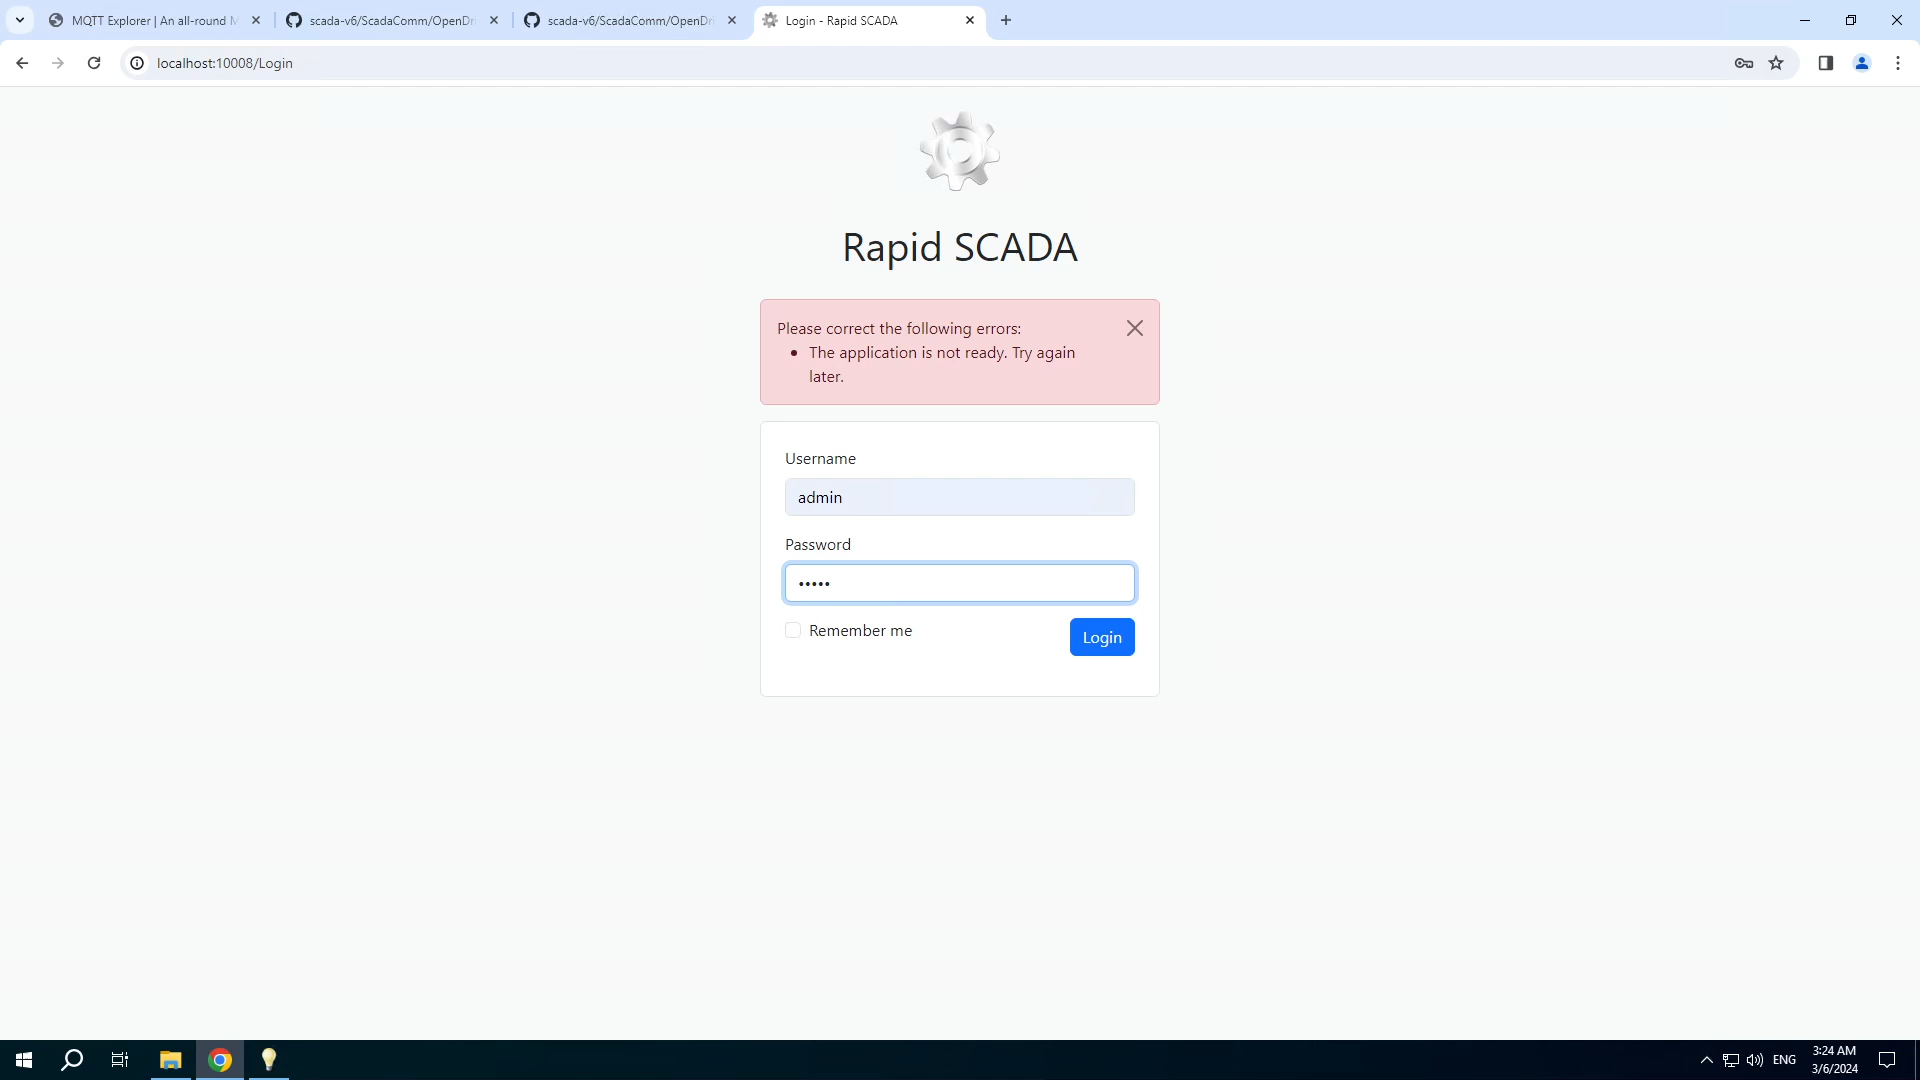 MQTT Explorer | An all-round M
scada-v6/ScadaComm/OpenDr
scada-v6/ScadaComm/OpenDr
Login - Rapid SCADA
localhost:10008/Login
Rapid SCADA
Please correct the following errors:
• The application is not ready. Try again
later.
Username
admin
Password
•••••
Remember me
Login
ENG
3:24 AM
3/6/2024